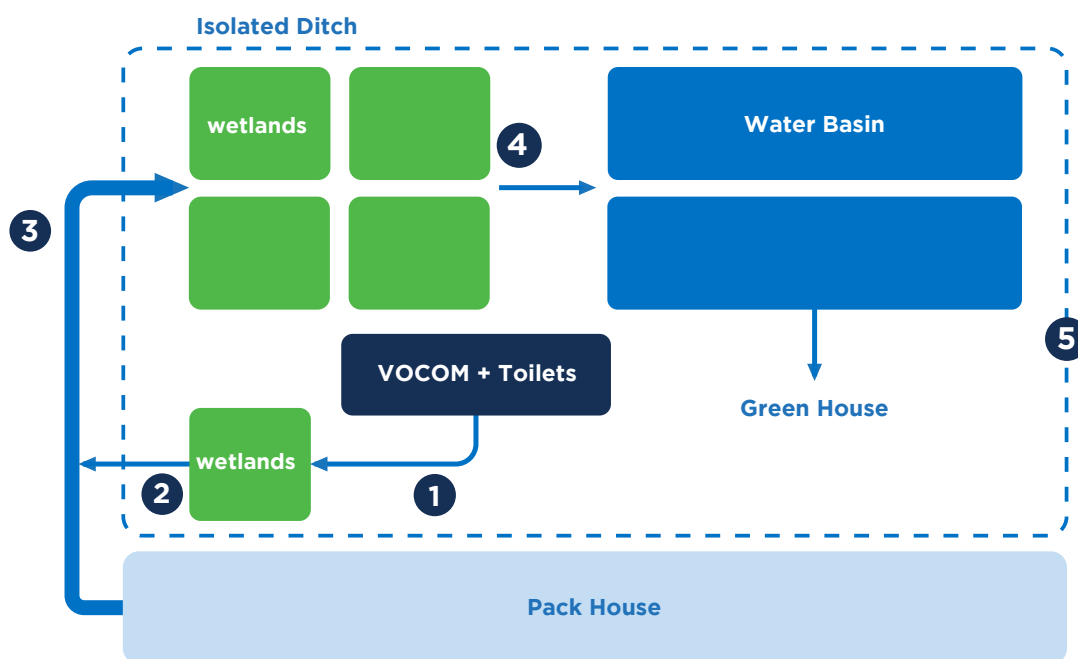 Isolated Ditch
wetlands
Water Basin
4
3
5
VOCOM + Toilets
Green House
wetlands
2
1
Pack House